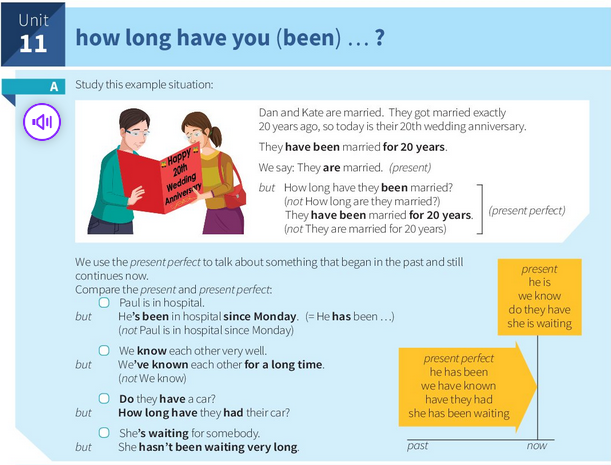 Unit
11
how long have you (been) … ?
A
Study this example situation:
Happy
20th
Wedding
Anniversary
Dan and Kate are married. They got married exactly
20 years ago, so today is their 20th wedding anniversary.
They have been married for 20 years.
We say: They are married. (present)
but How long have they been married?
(not How long are they married?)
They have been married for 20 years.
(not They are married for 20 years)
(present perfect)
We use the present perfect to talk about something that began in the past and still
continues now.
Compare the present and present perfect:
Paul is in hospital.
but He's been in hospital since Monday. (= He has been …)
(not Paul is in hospital since Monday)
We know each other very well.
but We've known each other for a long time.
(not We know)
Do they have a car?
but How long have they had their car?
She's waiting for somebody.
but She hasn't been waiting very long.
present
he is
we know
do they have
she is waiting
present perfect
he has been
we have known
have they had
she has been waiting
past now